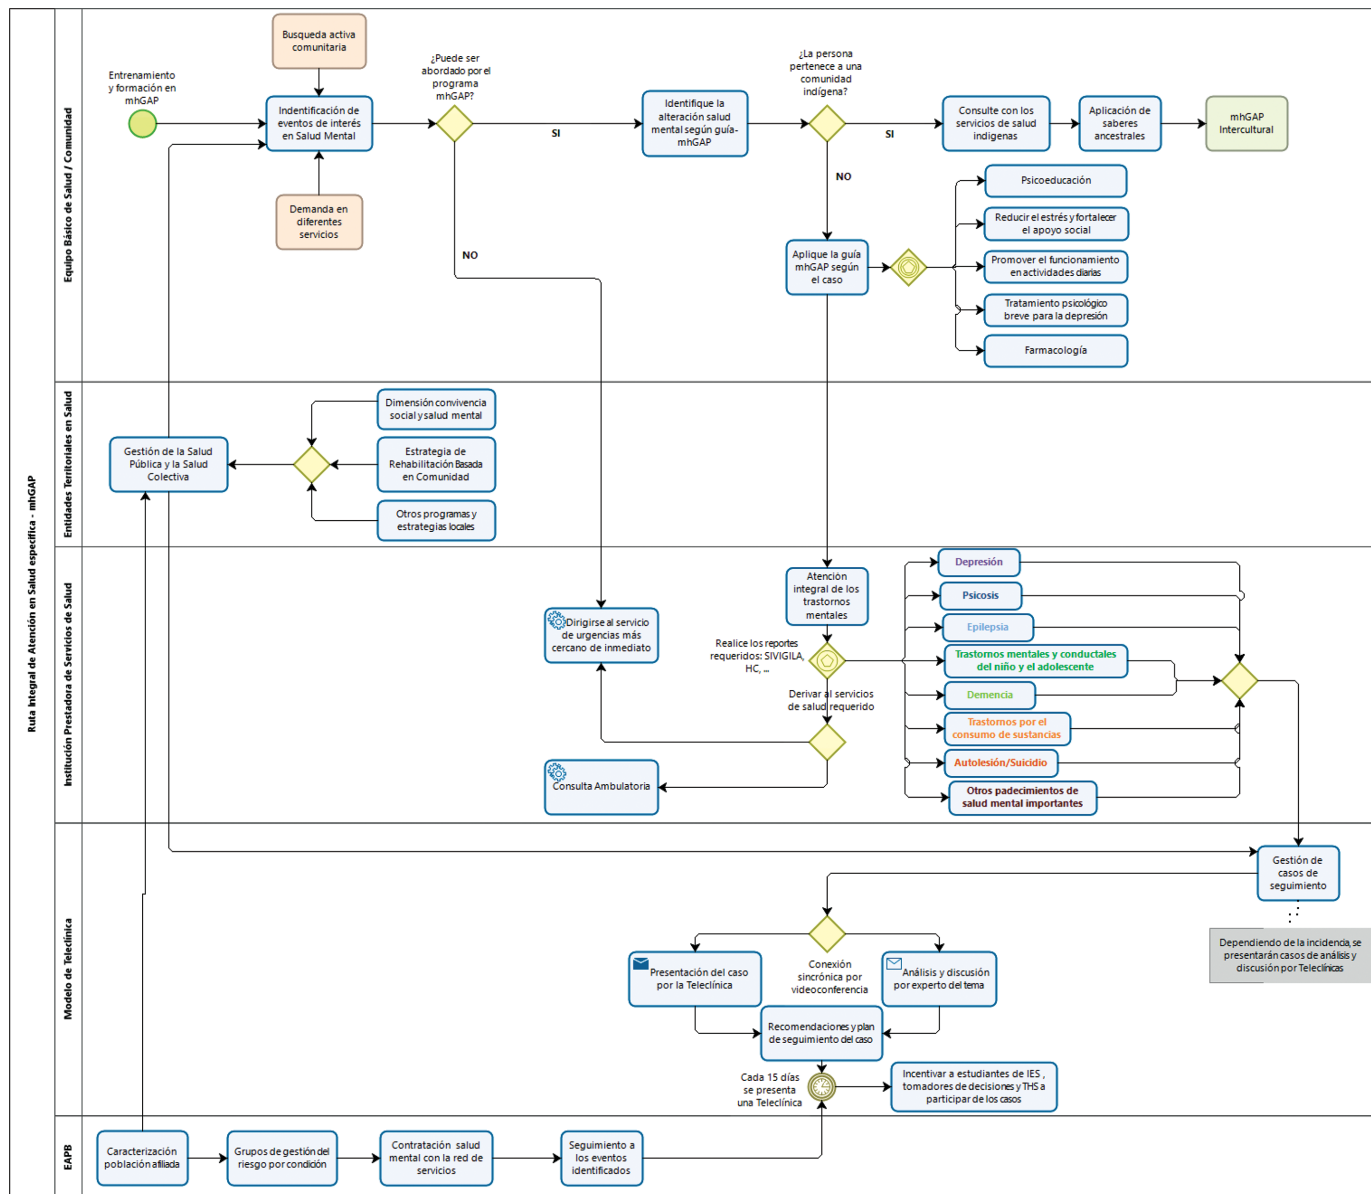 Ruta Integral de Atención en Salud específica - mhGAP
Equipo Básico de Salud / Comunidad
Busqueda activa
comunitaria
Entrenamiento
y formación en
mhGAP
Indentificación de
eventos de interés
en Salud Mental
Demanda en
diferentes
servicios
¿Puede ser
abordado por el
programa
mhGAP?
SI
NO
Identifique la
alteración salud
mental según guía-
mhGAP
¿La persona
pertenece a una
comunidad
indígena?
SI
NO
Consulte con los
servicios de salud
indigenas
Aplicación de
saberes
ancestrales
mhGAP
Intercultural
Aplique la guía
mhGAP según
el caso
Psicoeducación
Reducir el estrés y fortalecer
el apoyo social
Promover el funcionamiento
en actividades diarias
Tratamiento psicológico
breve para la depresión
Farmacología
Entidades Territoriales en Salud
Gestión de la Salud
Pública y la Salud
Colectiva
Dimensión convivencia
social y salud mental
Estrategia de
Rehabilitación Basada
en Comunidad
Otros programas y
estrategias locales
Institución Prestadora de Servicios de Salud
Dirigirse al servicio
de urgencias más
cercano de inmediato
Consulta Ambulatoria
Atención
integral de los
trastornos
mentales
Realice los reportes
requeridos: SIVIGILA,
HC, ...
Derivar al servicios
de salud requerido
Depresión
Psicosis
Epilepsia
Trastornos mentales y conductales
del niño y el adolescente
Demencia
Trastornos por el
consumo de sustancias
Autolesión/Suicidio
Otros padecimientos de
salud mental importantes
Modelo de Teleclínica
Gestión de
casos de
seguimiento
Dependiendo de la incidencia, se
presentarán casos de análisis y
discusión por Teleclínicas
Presentación del caso
por la Teleclínica
Conexión
sincrónica por
videoconferencia
Análisis y discusión
por experto del tema
Recomendaciones y plan
de seguimiento del caso
Cada 15 días
se presenta
una Teleclínica
Incentivar a estudiantes de IES ,
tomadores de decisiones y THS a
participar de los casos
EAPB
Caracterización
población afiliada
Grupos de gestión del
riesgo por condición
Contratación salud
mental con la red de
servicios
Seguimiento a
los eventos
identificados